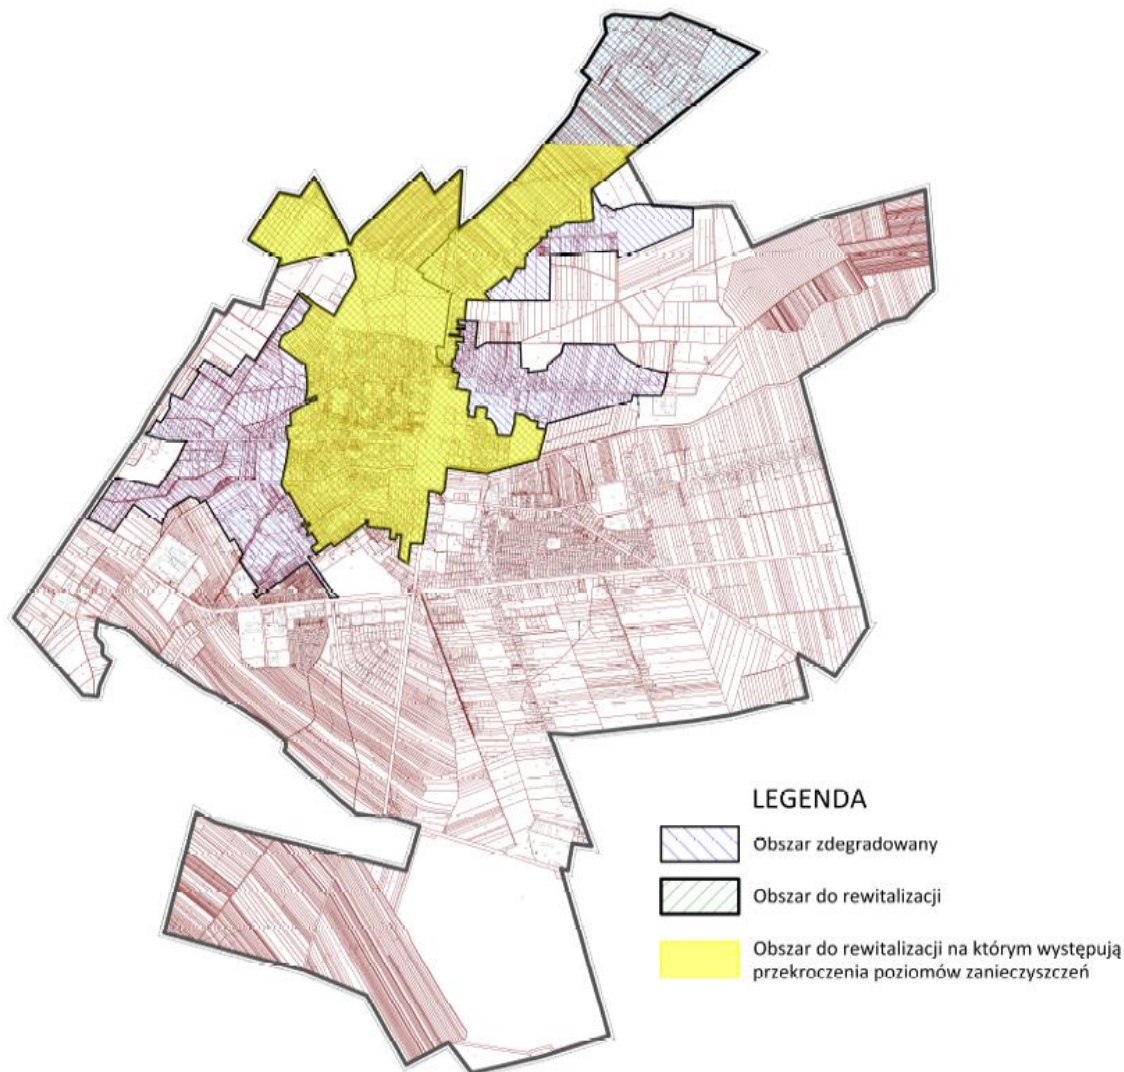 LEGENDA
Obszar zdegradowany
Obszar do rewitalizacji
Obszar do rewitalizacji na którym występują
przekroczenia poziomów zanieczyszczeń